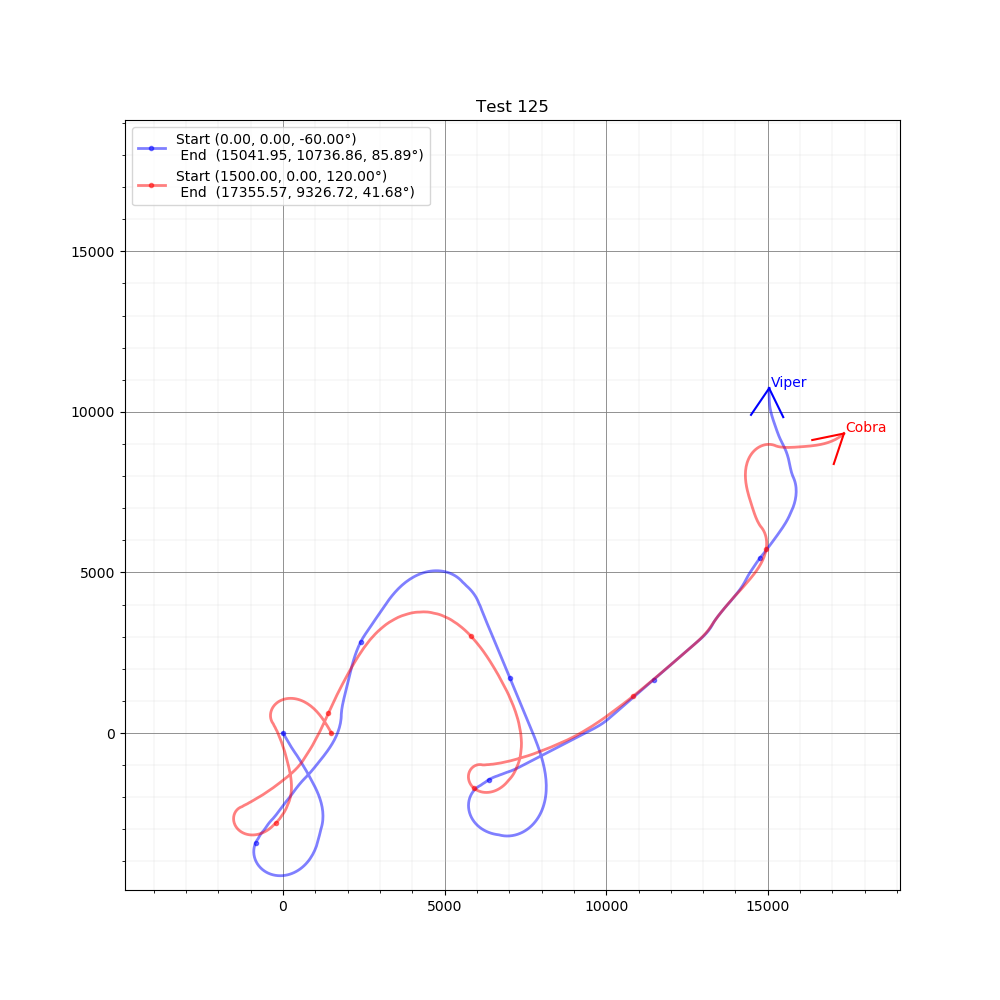 Test 125
Start (0.00, 0.00, -60.00°)
End (15041.95, 10736.86, 85.89°)
Start (1500.00, 0.00, 120.00°)
End (17355.57, 9326.72, 41.68°)
15000
10000
5000
0
Viper
Cobra
0 5000 10000 15000